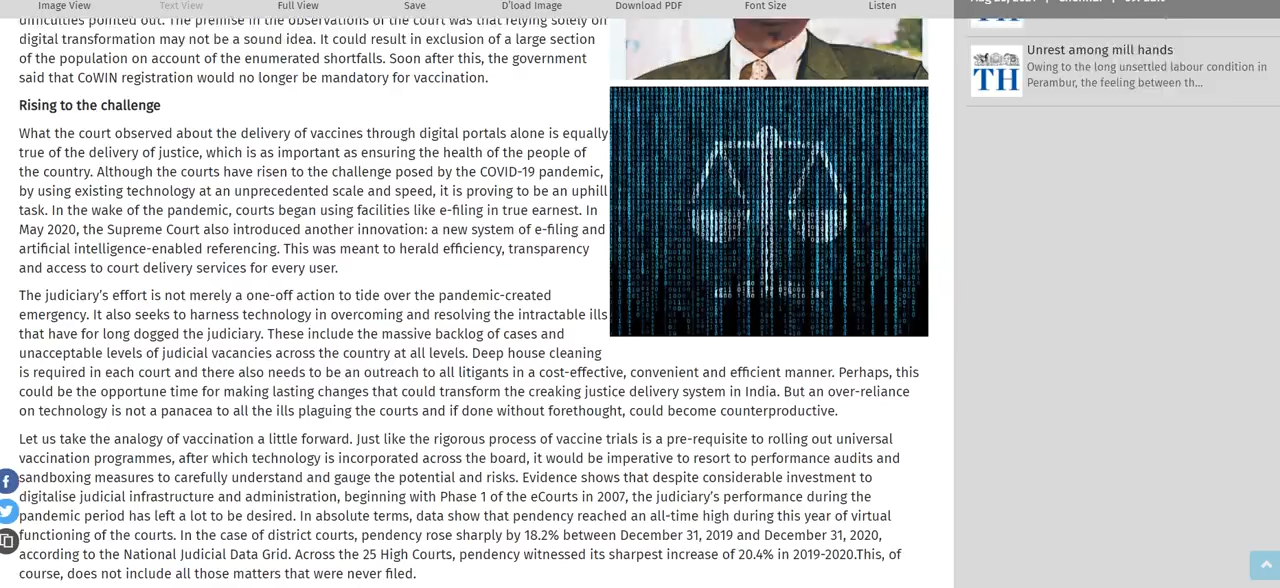 Image View
Text View
Full View
Save
D'load Image
Download PDF
Font Size
Listen
difficulties pointed out. The premise in the observations of the court was that relying solely on
digital transformation may not be a sound idea. It could result in exclusion of a large section
of the population on account of the enumerated shortfalls. Soon after this, the government
said that CoWIN registration would no longer be mandatory for vaccination.
Rising to the challenge
What the court observed about the delivery of vaccines through digital portals alone is equally
true of the delivery of justice, which is as important as ensuring the health of the people of
the country. Although the courts have risen to the challenge posed by the COVID-19 pandemic,
by using existing technology at an unprecedented scale and speed, it is proving to be an uphill
task. In the wake of the pandemic, courts began using facilities like e-filing in true earnest. In
May 2020, the Supreme Court also introduced another innovation: a new system of e-filing and
artificial intelligence-enabled referencing. This was meant to herald efficiency, transparency
and access to court delivery services for every user.
The judiciary's effort is not merely a one-off action to tide over the pandemic-created
emergency. It also seeks to harness technology in overcoming and resolving the intractable ills
that have for long dogged the judiciary. These include the massive backlog of cases and
unacceptable levels of judicial vacancies across the country at all levels. Deep house cleaning
is required in each court and there also needs to be an outreach to all litigants in a cost-effective, convenient and efficient manner. Perhaps, this
could be the opportune time for making lasting changes that could transform the creaking justice delivery system in India. But an over-reliance
on technology is not a panacea to all the ills plaguing the courts and if done without forethought, could become counterproductive.
Let us take the analogy of vaccination a little forward. Just like the rigorous process of vaccine trials is a pre-requisite to rolling out universal
vaccination programmes, after which technology is incorporated across the board, it would be imperative to resort to performance audits and
sandboxing measures to carefully understand and gauge the potential and risks. Evidence shows that despite considerable investment to
digitalise judicial infrastructure and administration, beginning with Phase 1 of the eCourts in 2007, the judiciary's performance during the
pandemic period has left a lot to be desired. In absolute terms, data show that pendency reached an all-time high during this year of virtual
functioning of the courts. In the case of district courts, pendency rose sharply by 18.2% between December 31, 2019 and December 31, 2020,
according to the National Judicial Data Grid. Across the 25 High Courts, pendency witnessed its sharpest increase of 20.4% in 2019-2020.This, of
course, does not include all those matters that were never filed.
TH
TH
Unrest among mill hands
Owing to the long unsettled labour condition in
Perambur, the feeling between th...